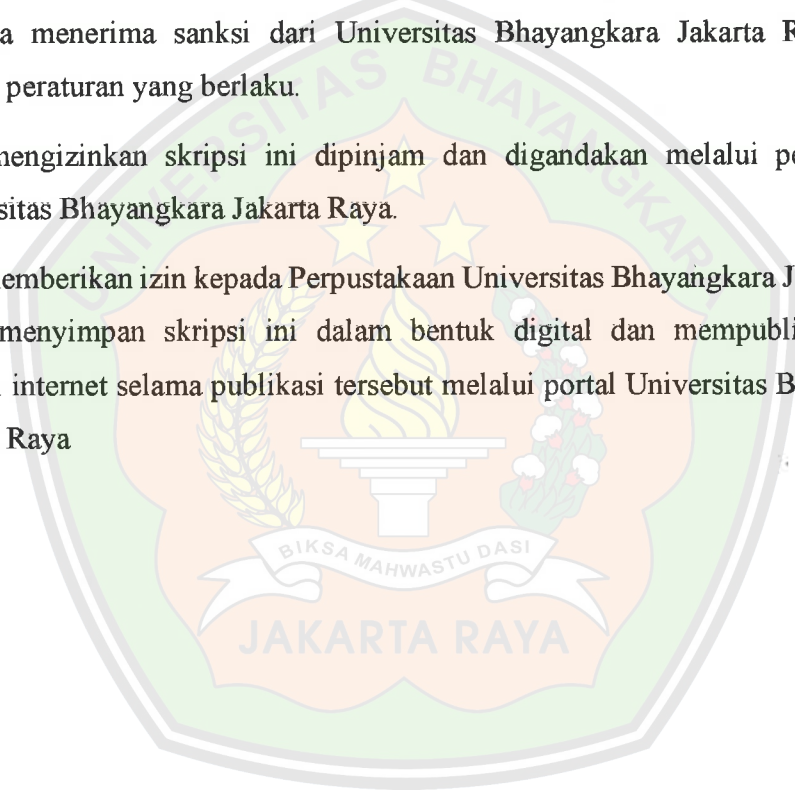 a menerima sanksi dari Universitas Bhayangkara Jakarta R
peraturan yang berlaku.
mengizinkan skripsi ini dipinjam dan digandakan melalui pe
sitas Bhayangkara Jakarta Raya.
emberikan izin kepada Perpustakaan Universitas Bhayangkara J
menyimpan skripsi ini dalam bentuk digital dan mempubli
internet selama publikasi tersebut melalui portal Universitas B
Raya
UNIVERSITAS BHAYANGKAR
BIKSA MAHWASTU DASI
JAKARTA RAYA